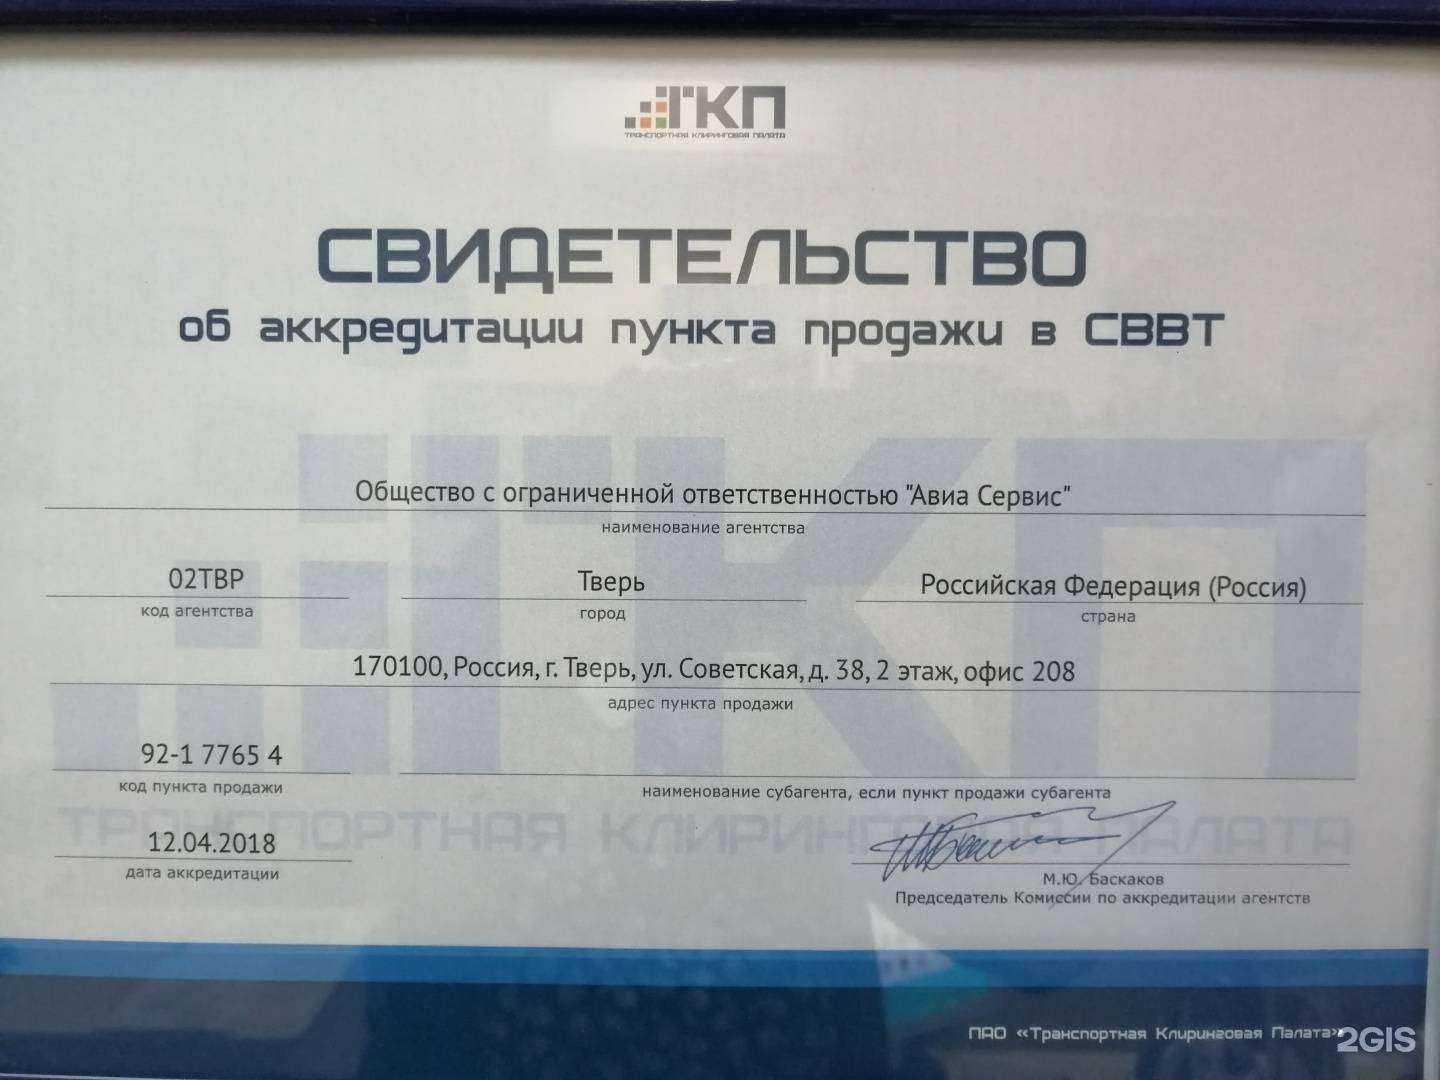 ТКП
ТРАНСПОРТНАЯ КЛИРИНГОВАЯ ПАЛАТА
СВИДЕТЕЛЬСТВО
об аккредитации пункта продажи в СВВТ
Общество с ограниченной ответственностью "Авиа Сервис"
наименование агентства
02ТВР Тверь Российская Федерация (Россия)
код агентства город страна
170100, Россия, г. Тверь, ул. Советская, д. 38, 2 этаж, офис 208
адрес пункта продажи
92-1 7765 4
код пункта продажи наименование субагента, если пункт продажи субагента
ТРАНСПОРТНАЯ КЛИРИНГОВАЯ ПАЛАТА
12.04.2018
дата аккредитации
М.Ю. Баскаков
Председатель Комиссии по аккредитации агентств
ПАО «Транспортная Клиринговая Палата»
2GIS